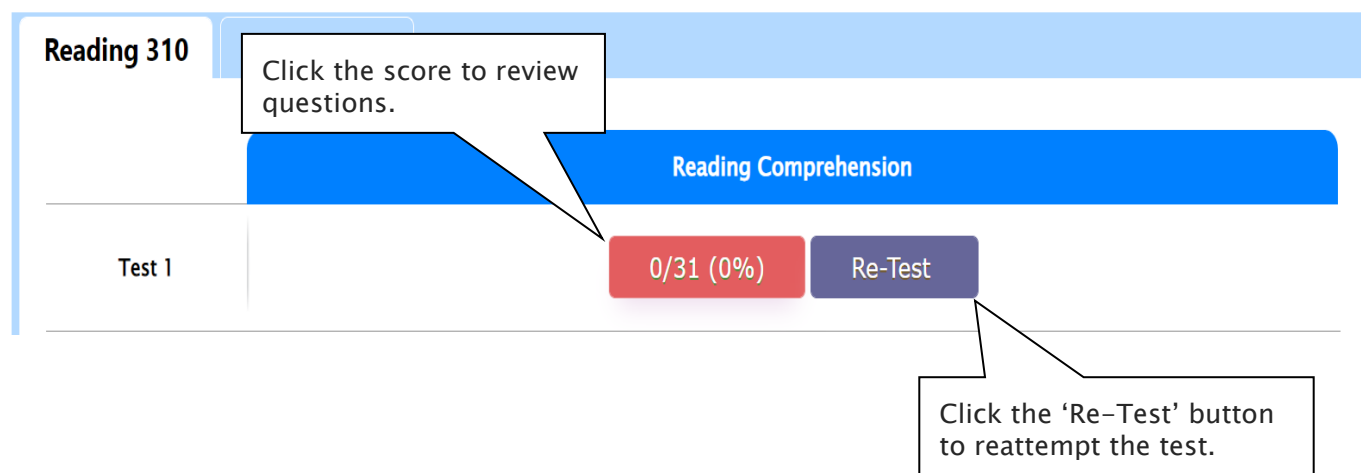 Reading 310
Click the score to review
questions.
Reading Comprehension
Test 1
0/31 (0%)
Re-Test
Click the ‘Re-Test’ button
to reattempt the test.